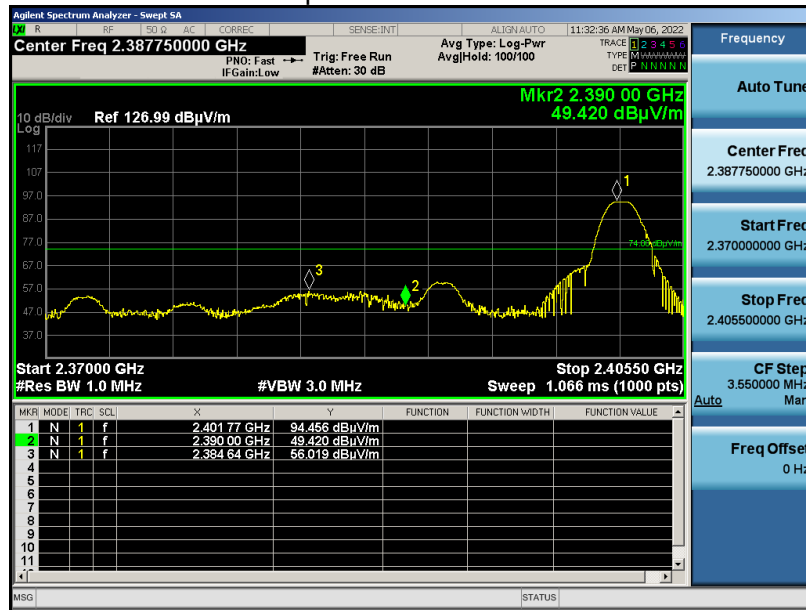 Agilent Spectrum Analyzer - Swept SA
LXI R RF 50 Ω AC CORREC SENSE:INT ALIGN AUTO 11:32:36 AM May 06, 2022
Center Freq 2.387750000 GHz
PNO: Fast
IFGain:Low
Trig: Free Run
#Atten: 30 dB
Avg Type: Log-Pwr
Avg|Hold: 100/100
TRACE 1 2 3 4 5 6
TYPE M
DET P N N N N N
Mkr2 2.390 00 GHz
49.420 dBµV/m
10 dB/div Ref 126.99 dBµV/m
Log
117
107
97.0
87.0
77.0
67.0
57.0
47.0
37.0
1
2
3
74.00 dBµV/m
Start 2.37000 GHz Stop 2.40550 GHz
#Res BW 1.0 MHz #VBW 3.0 MHz Sweep 1.066 ms (1000 pts)
MKR MODE TRC SCL X Y FUNCTION FUNCTION WIDTH FUNCTION VALUE
1 N 1 f 2.401 77 GHz 94.456 dBµV/m
2 N 1 f 2.390 00 GHz 49.420 dBµV/m
3 N 1 f 2.384 64 GHz 56.019 dBµV/m
4
5
6
7
8
9
10
11
MSG STATUS
Frequency
Auto Tune
Center Freq
2.387750000 GHz
Start Freq
2.370000000 GHz
Stop Freq
2.405500000 GHz
CF Step
3.550000 MHz
Auto Man
Freq Offset
0 Hz